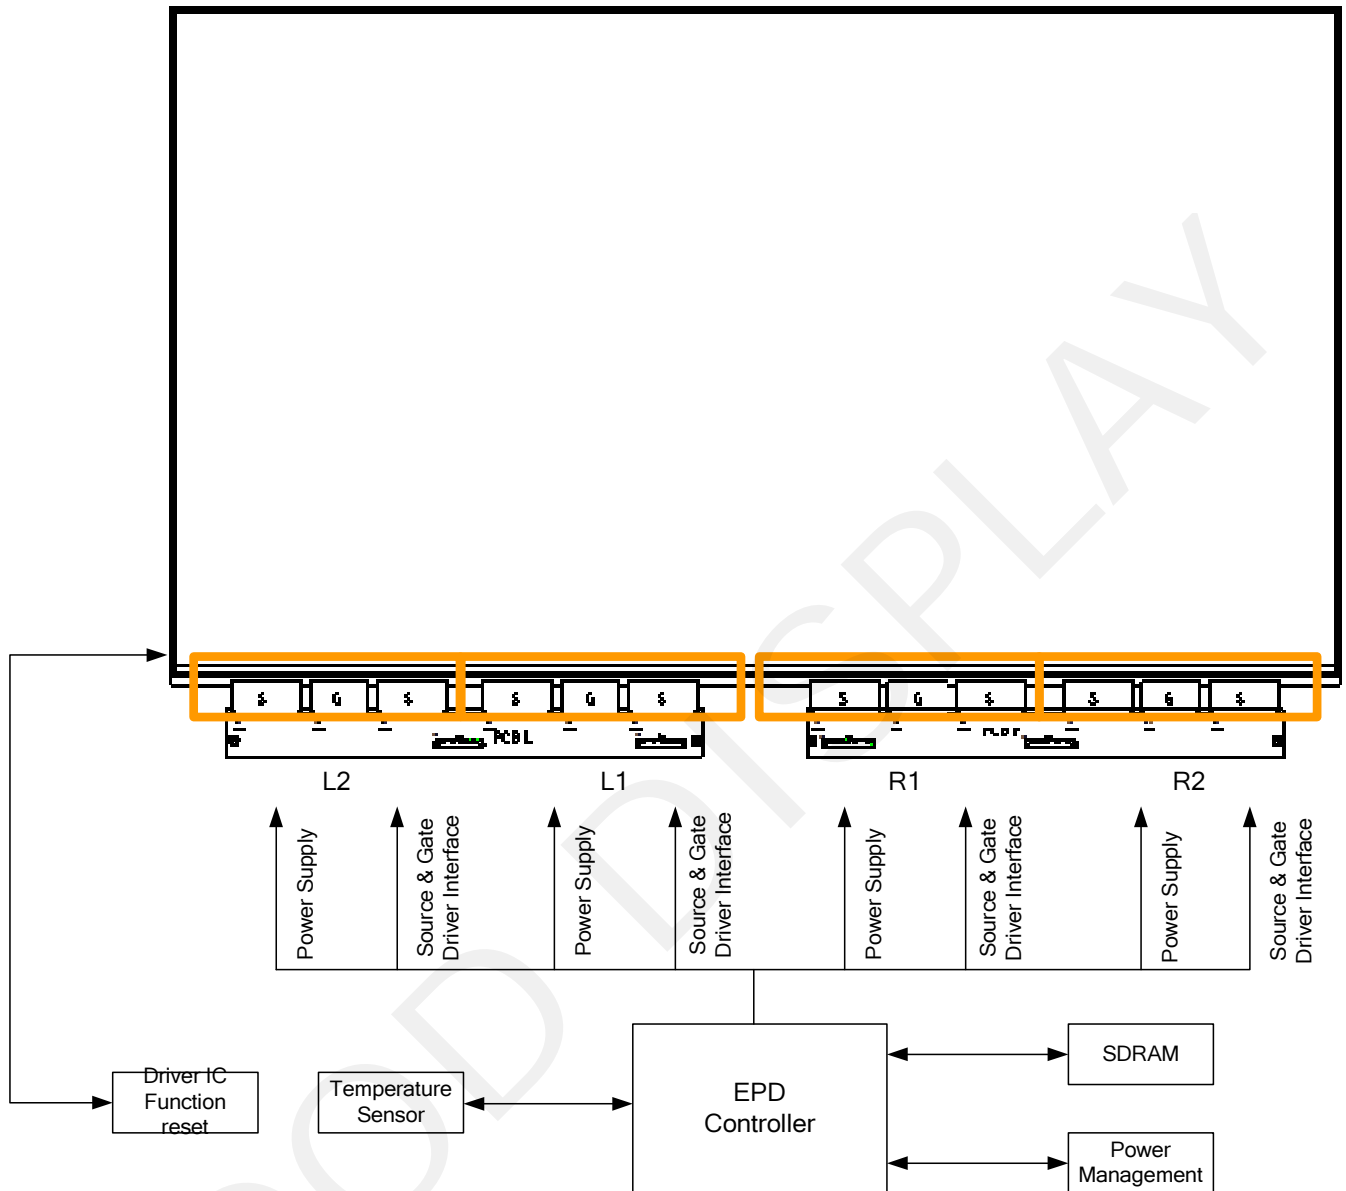 S G S S G S S G S S G S
PCB L
L2 L1 R1 R2
Power Supply
Source & Gate
Driver Interface
Power Supply
Source & Gate
Driver Interface
Power Supply
Source & Gate
Driver Interface
Power Supply
Source & Gate
Driver Interface
Driver IC
Function
reset
Temperature
Sensor
EPD
Controller
SDRAM
Power
Management
DISPLAY